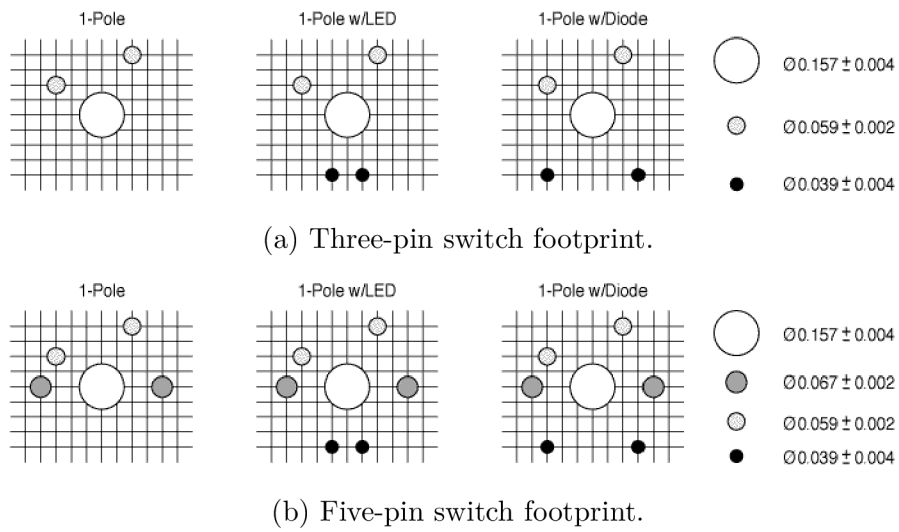 1-Pole 1-Pole w/LED 1-Pole w/Diode
Ø0.157 ± 0.004
Ø0.059 ± 0.002
Ø0.039 ± 0.004
(a) Three-pin switch footprint.
1-Pole 1-Pole w/LED 1-Pole w/Diode
Ø0.157 ± 0.004
Ø0.067 ± 0.002
Ø0.059 ± 0.002
Ø0.039 ± 0.004
(b) Five-pin switch footprint.